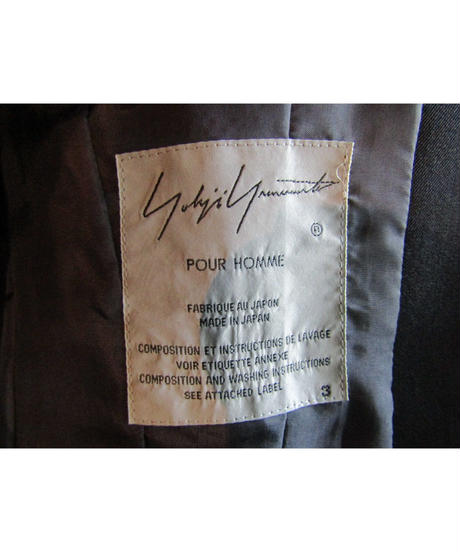 Yohji Yamamoto
®
POUR HOMME
FABRIQUE AU JAPON
MADE IN JAPAN
COMPOSITION ET INSTRUCTIONS DE LAVAGE
VOIR ETIQUETTE ANNEXE
COMPOSITION AND WASHING INSTRUCTIONS
SEE ATTACHED LABEL
3